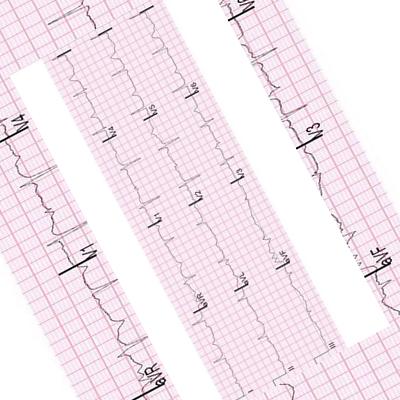 aVR V1 V4
I aVR V1 V4
II aVL V2 V5
III aVF V3 V6
aVF V3